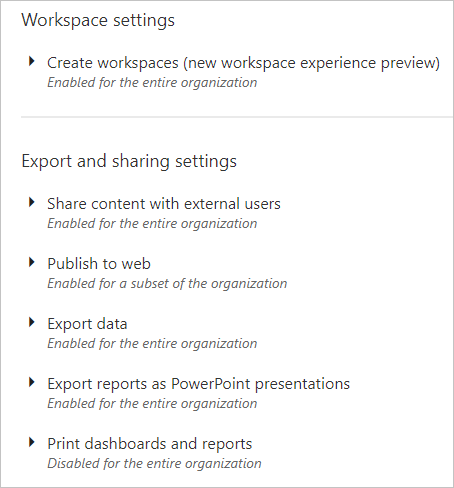 Workspace settings
Create workspaces (new workspace experience preview)
Enabled for the entire organization
Export and sharing settings
Share content with external users
Enabled for the entire organization
Publish to web
Enabled for a subset of the organization
Export data
Enabled for the entire organization
Export reports as PowerPoint presentations
Enabled for the entire organization
Print dashboards and reports
Disabled for the entire organization